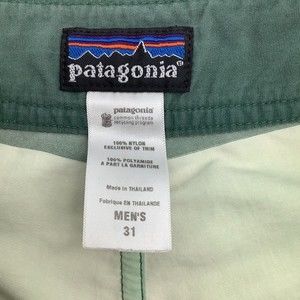 patagonia®
patagonia®
common threads
recycling program
100% NYLON
EXCLUSIVE OF TRIM
100% POLYAMIDE
A PART LA GARNITURE
Made in THAILAND
Fabriqué EN THAILANDE
MEN'S
31